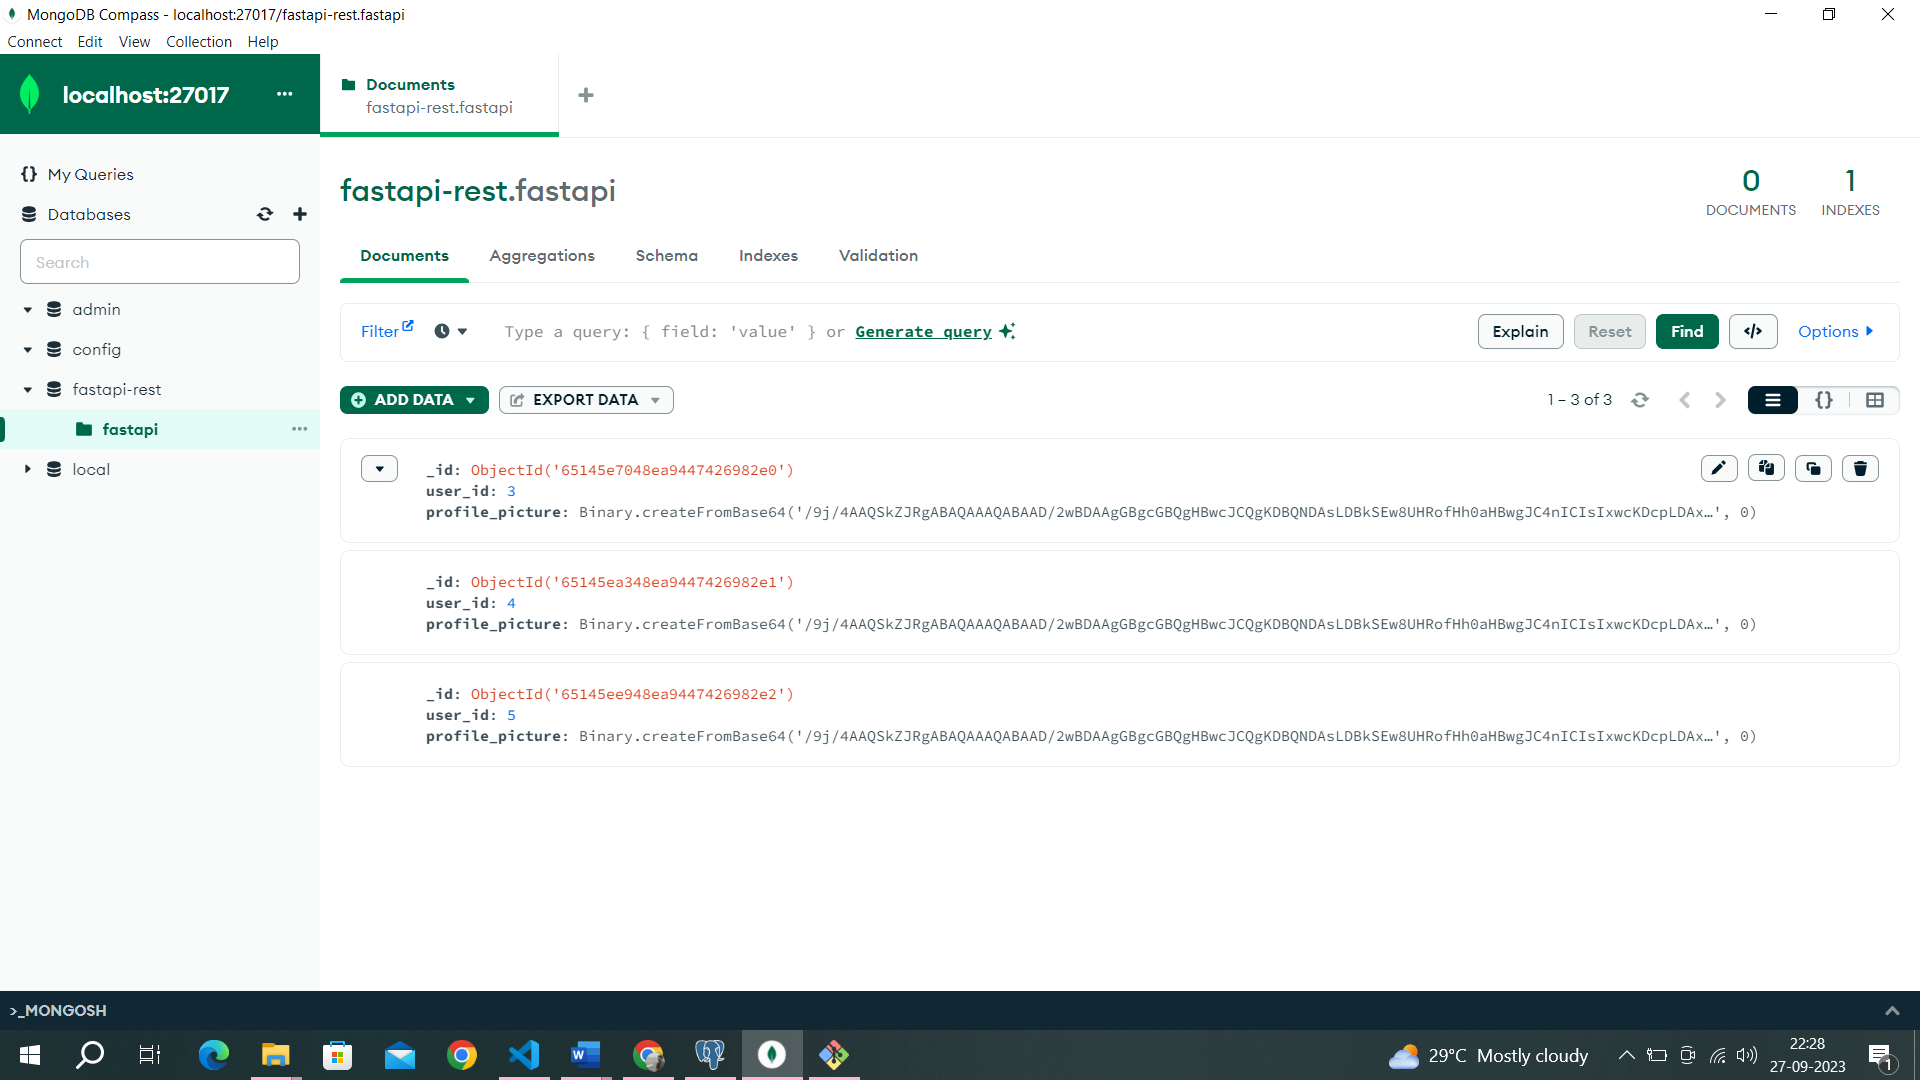 MongoDB Compass - localhost:27017/fastapi-rest.fastapi
Connect Edit View Collection Help
localhost:27017
Documents
fastapi-rest.fastapi
My Queries
Databases
Search
admin
config
fastapi-rest
fastapi
local
fastapi-rest.fastapi
0
DOCUMENTS
1
INDEXES
Documents Aggregations Schema Indexes Validation
Filter Type a query: { field: 'value' } or Generate query Explain Reset Find </> Options
ADD DATA EXPORT DATA 1 – 3 of 3 {}
_id: ObjectId('65145e7048ea9447426982e0')
user_id: 3
profile_picture: Binary.createFromBase64('/9j/4AAQSkZJRgABAQAAAQABAAD/2wBDAAgGBgcGBQgHBwcJCQgKDBQNDAsLDBkSEw8UHRofHh0aHBwgJC4nICIsIxwcKDcpLDAx…', 0)
_id: ObjectId('65145ea348ea9447426982e1')
user_id: 4
profile_picture: Binary.createFromBase64('/9j/4AAQSkZJRgABAQAAAQABAAD/2wBDAAgGBgcGBQgHBwcJCQgKDBQNDAsLDBkSEw8UHRofHh0aHBwgJC4nICIsIxwcKDcpLDAx…', 0)
_id: ObjectId('65145ee948ea9447426982e2')
user_id: 5
profile_picture: Binary.createFromBase64('/9j/4AAQSkZJRgABAQAAAQABAAD/2wBDAAgGBgcGBQgHBwcJCQgKDBQNDAsLDBkSEw8UHRofHh0aHBwgJC4nICIsIxwcKDcpLDAx…', 0)
>_MONGOSH
29°C Mostly cloudy
22:28
27-09-2023
1